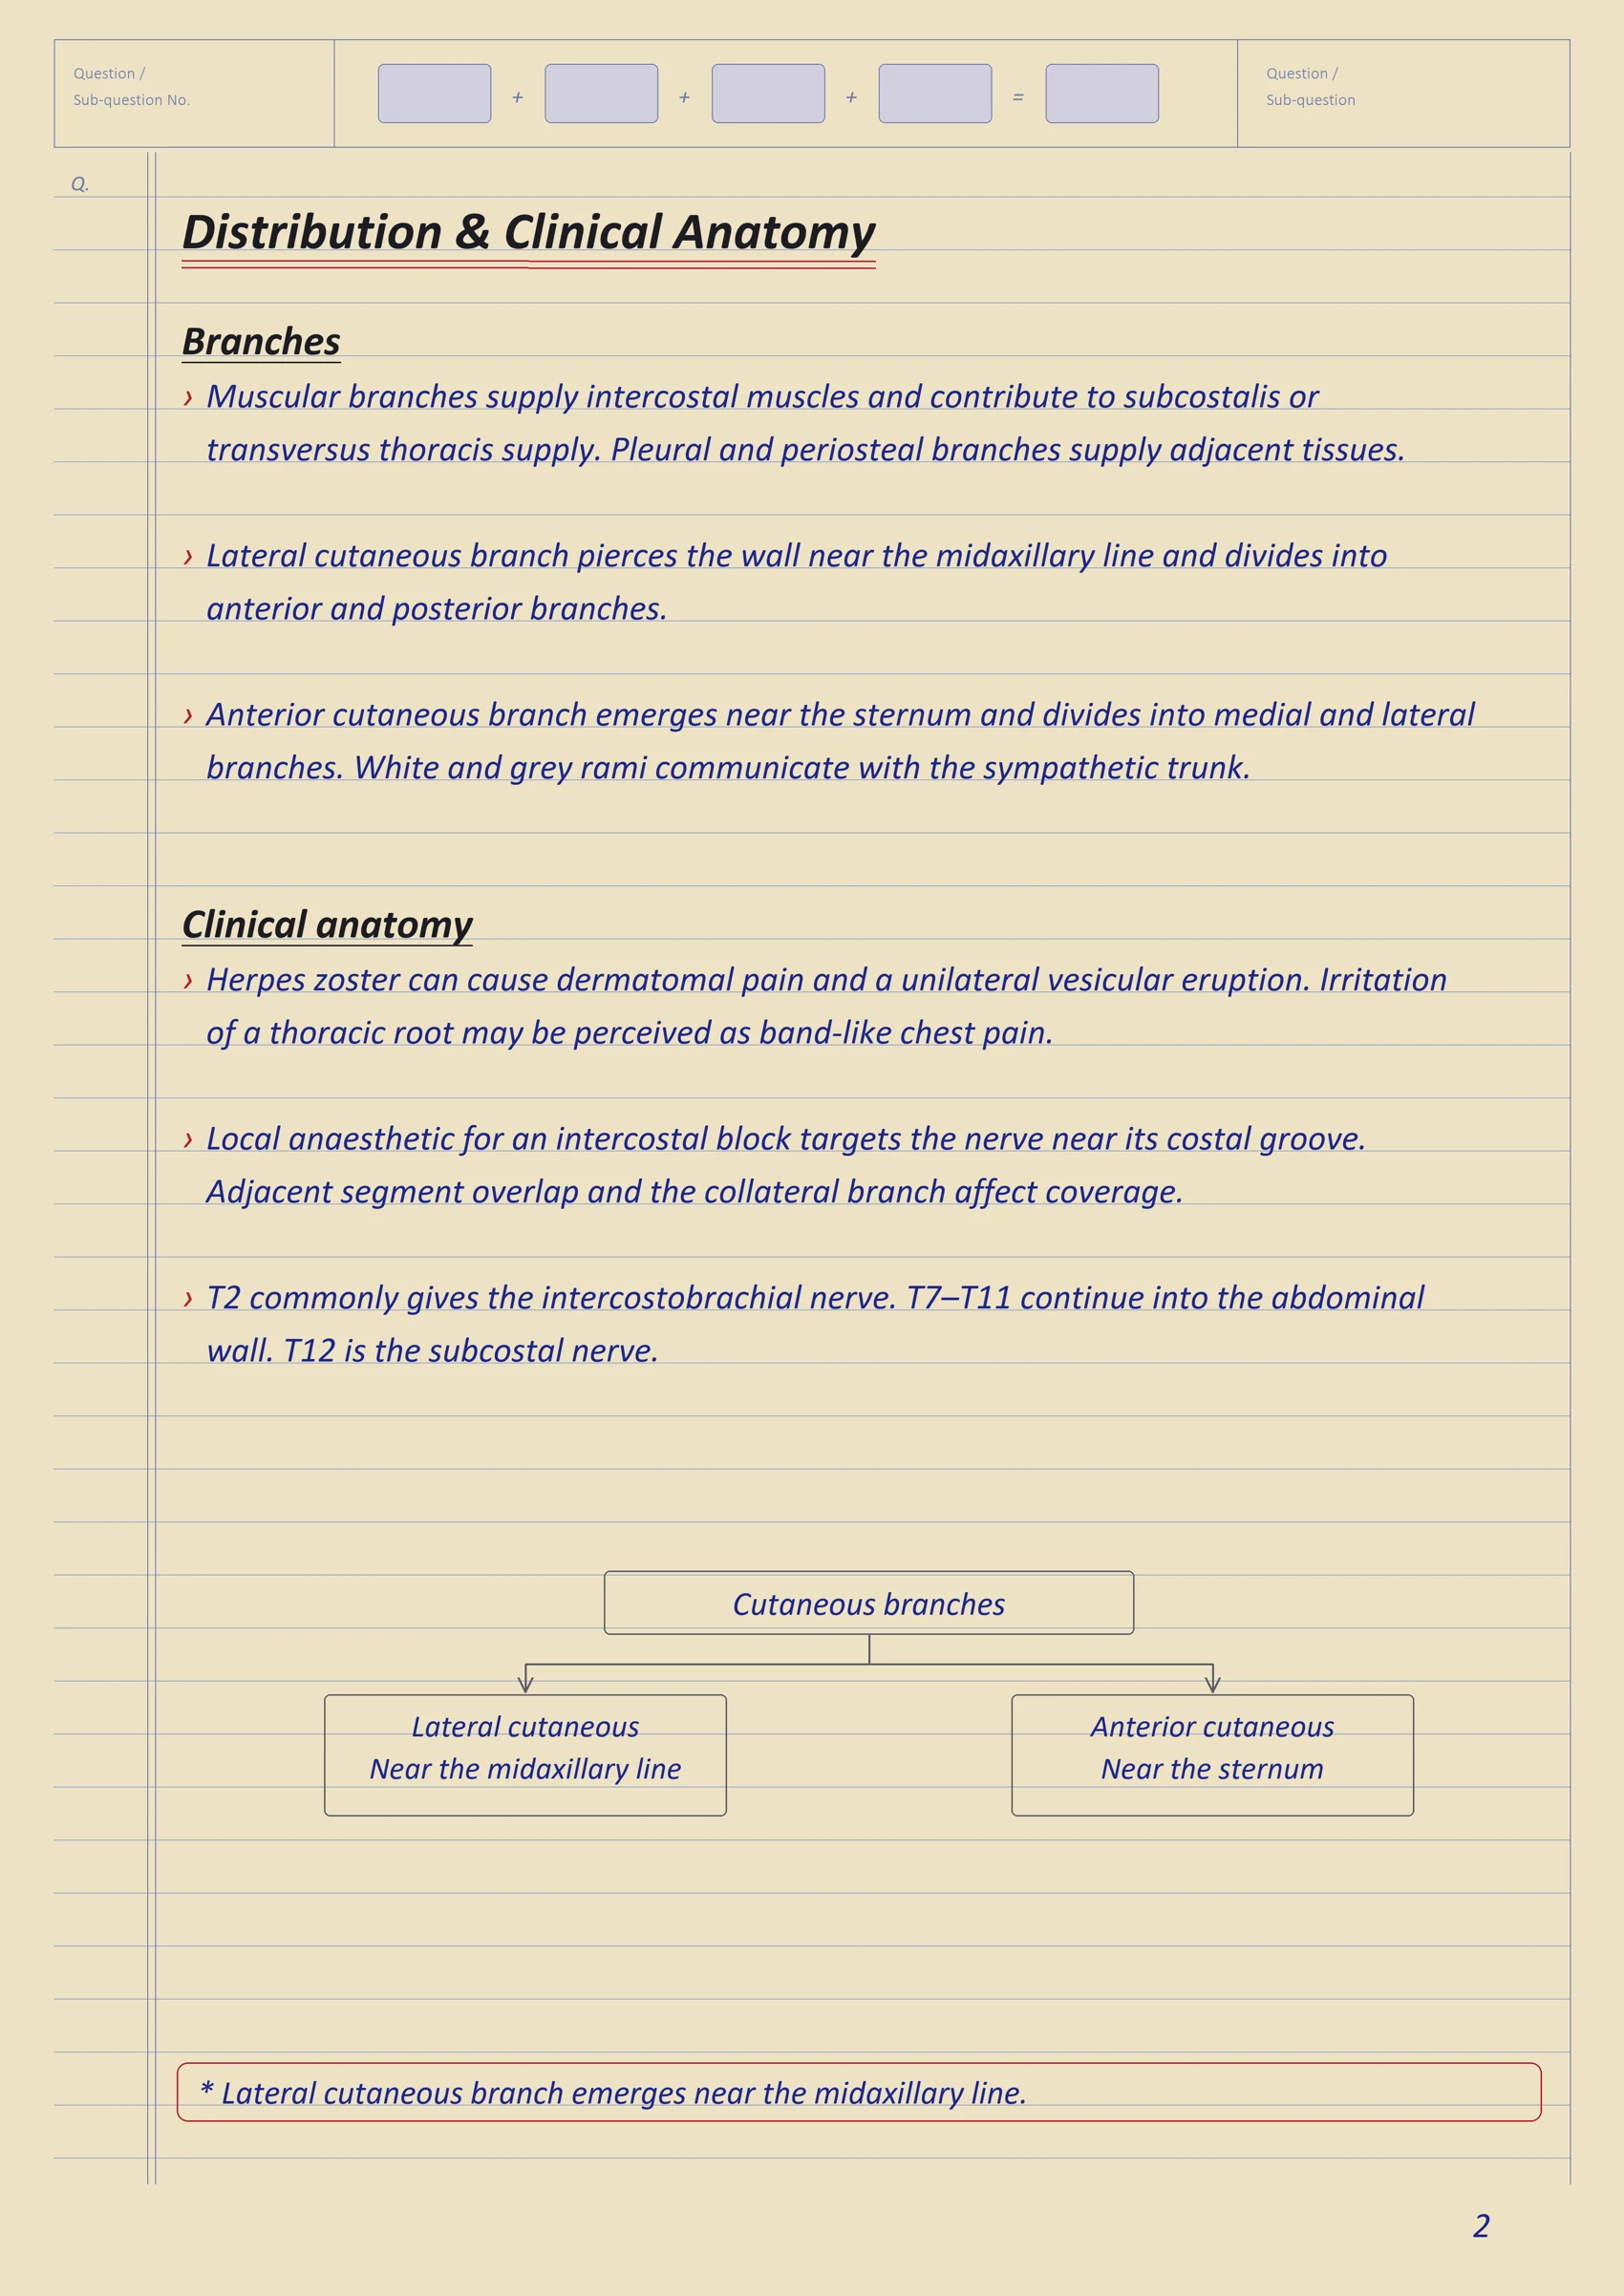 Question /
Sub-question No.
+ + + =
Question /
Sub-question
Q.
Distribution & Clinical Anatomy
Branches
› Muscular branches supply intercostal muscles and contribute to subcostalis or
transversus thoracis supply. Pleural and periosteal branches supply adjacent tissues.
› Lateral cutaneous branch pierces the wall near the midaxillary line and divides into
anterior and posterior branches.
› Anterior cutaneous branch emerges near the sternum and divides into medial and lateral
branches. White and grey rami communicate with the sympathetic trunk.
Clinical anatomy
› Herpes zoster can cause dermatomal pain and a unilateral vesicular eruption. Irritation
of a thoracic root may be perceived as band-like chest pain.
› Local anaesthetic for an intercostal block targets the nerve near its costal groove.
Adjacent segment overlap and the collateral branch affect coverage.
› T2 commonly gives the intercostobrachial nerve. T7–T11 continue into the abdominal
wall. T12 is the subcostal nerve.
Cutaneous branches
Lateral cutaneous
Near the midaxillary line
Anterior cutaneous
Near the sternum
* Lateral cutaneous branch emerges near the midaxillary line.
2